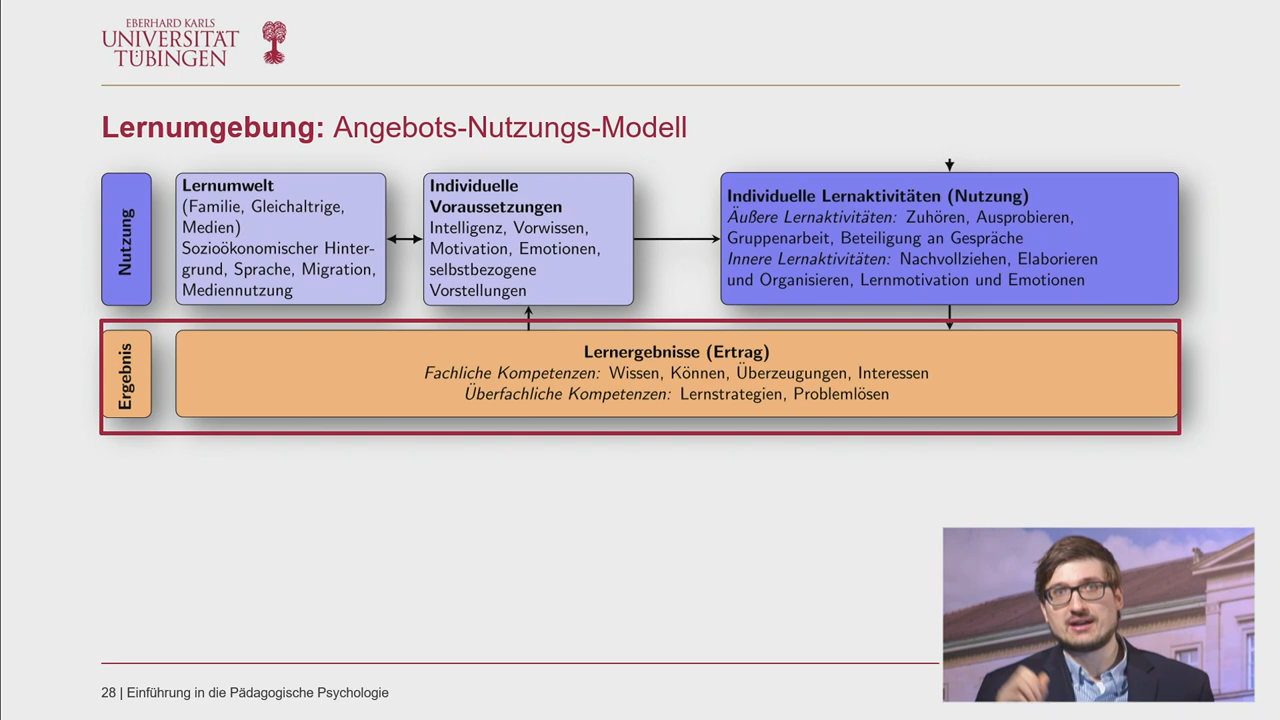 EBERHARD KARLS
UNIVERSITÄT
TÜBINGEN
Lernumgebung: Angebots-Nutzungs-Modell
Nutzung
Lernumwelt
(Familie, Gleichaltrige,
Medien)
Sozioökonomischer Hinter-
grund, Sprache, Migration,
Mediennutzung
Individuelle
Voraussetzungen
Intelligenz, Vorwissen,
Motivation, Emotionen,
selbstbezogene
Vorstellungen
Individuelle Lernaktivitäten (Nutzung)
Äußere Lernaktivitäten: Zuhören, Ausprobieren,
Gruppenarbeit, Beteiligung an Gespräche
Innere Lernaktivitäten: Nachvollziehen, Elaborieren
und Organisieren, Lernmotivation und Emotionen
Ergebnis
Lernergebnisse (Ertrag)
Fachliche Kompetenzen: Wissen, Können, Überzeugungen, Interessen
Überfachliche Kompetenzen: Lernstrategien, Problemlösen
28 | Einführung in die Pädagogische Psychologie